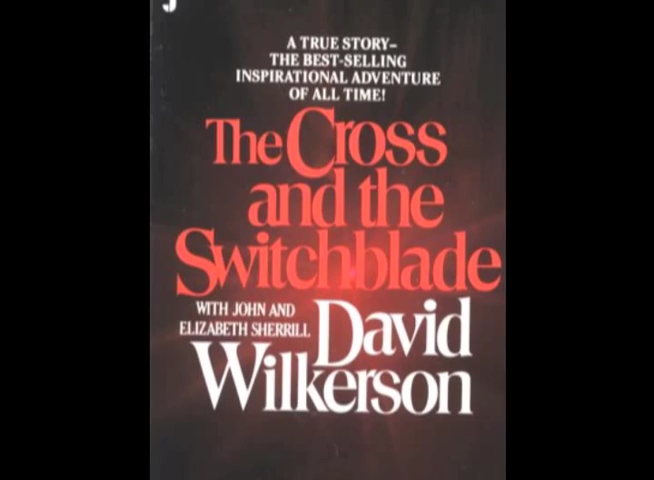 J
A TRUE STORY–
THE BEST-SELLING
INSPIRATIONAL ADVENTURE
OF ALL TIME!
The Cross
and the
Switchblade
WITH JOHN AND
ELIZABETH SHERRILL
David
Wilkerson